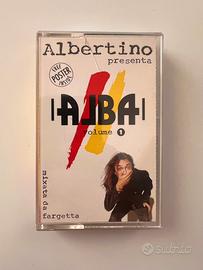 Albertino
presenta
FREE
POSTER
INSIDE
ALBA
volume 1
mixata da
fargetta
Subito